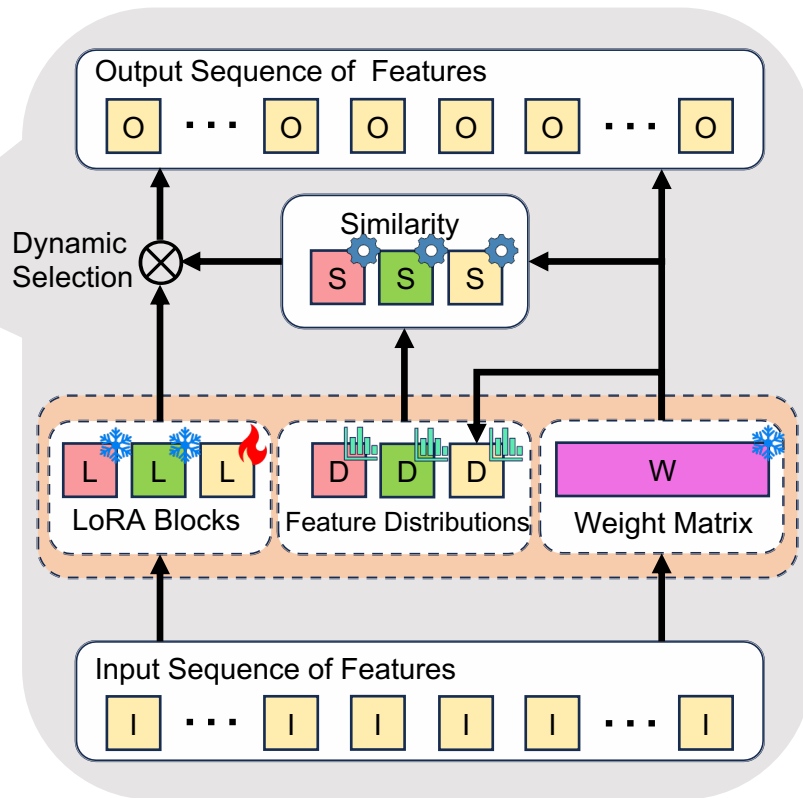 Output Sequence of Features
O ... O O O O ... O
Similarity
Dynamic
Selection
S S S
L L L
LoRA Blocks
D D D
Feature Distributions
W
Weight Matrix
Input Sequence of Features
I ... I I I I ... I